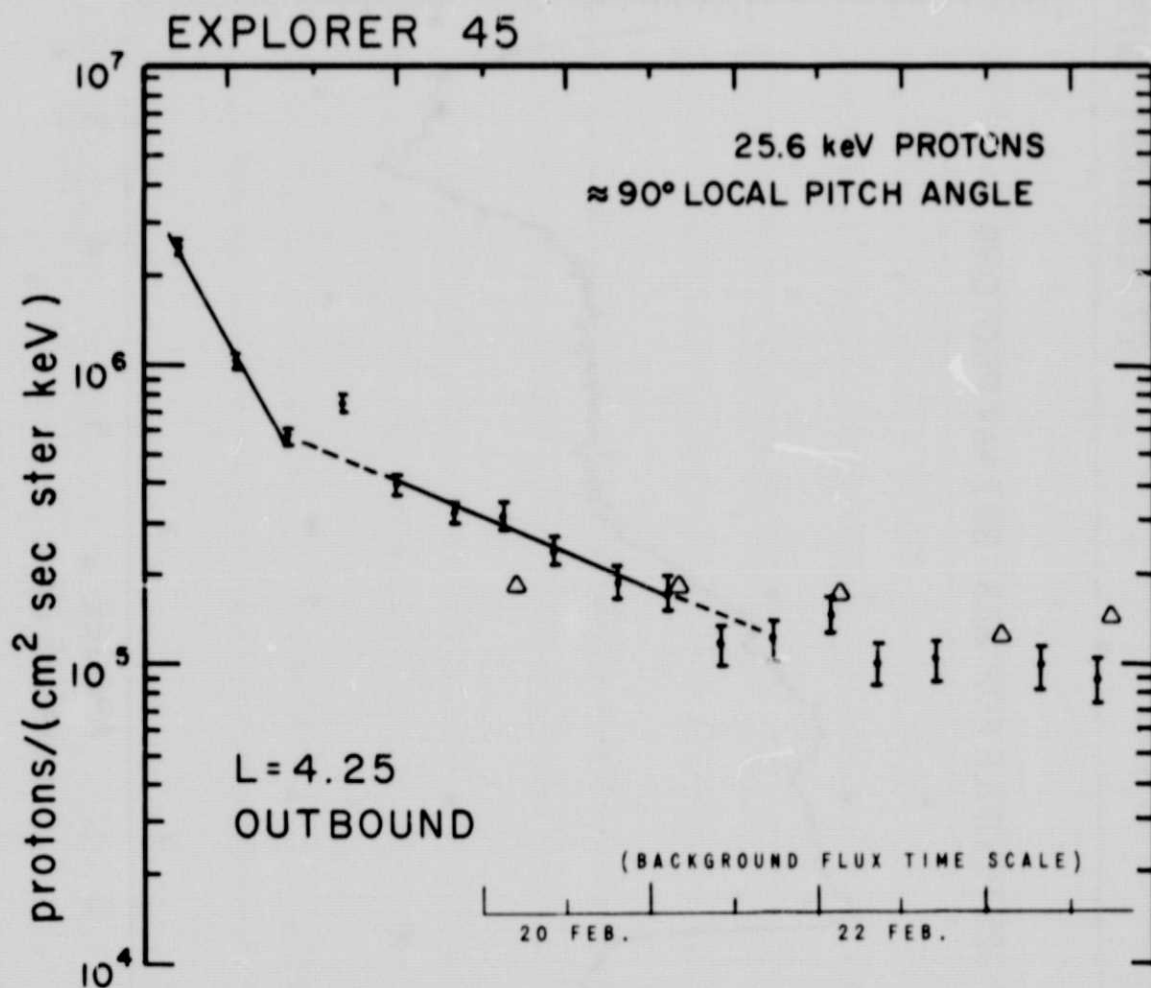 EXPLORER 45
10⁷
25.6 keV PROTONS
≈ 90° LOCAL PITCH ANGLE
10⁶
protons/(cm² sec ster keV)
10⁵
L=4.25
OUTBOUND
(BACKGROUND FLUX TIME SCALE)
20 FEB.
22 FEB.
10⁴